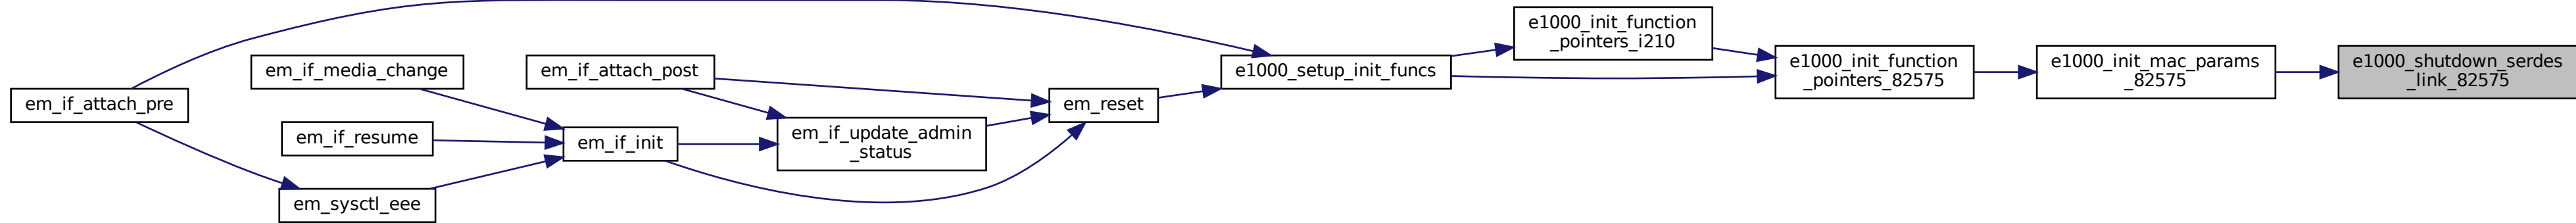 em_if_attach_pre
em_if_media_change
em_if_resume
em_sysctl_eee
em_if_attach_post
em_if_init
em_if_update_admin
_status
em_reset
e1000_setup_init_funcs
e1000_init_function
_pointers_i210
e1000_init_function
_pointers_82575
e1000_init_mac_params
_82575
e1000_shutdown_serdes
_link_82575